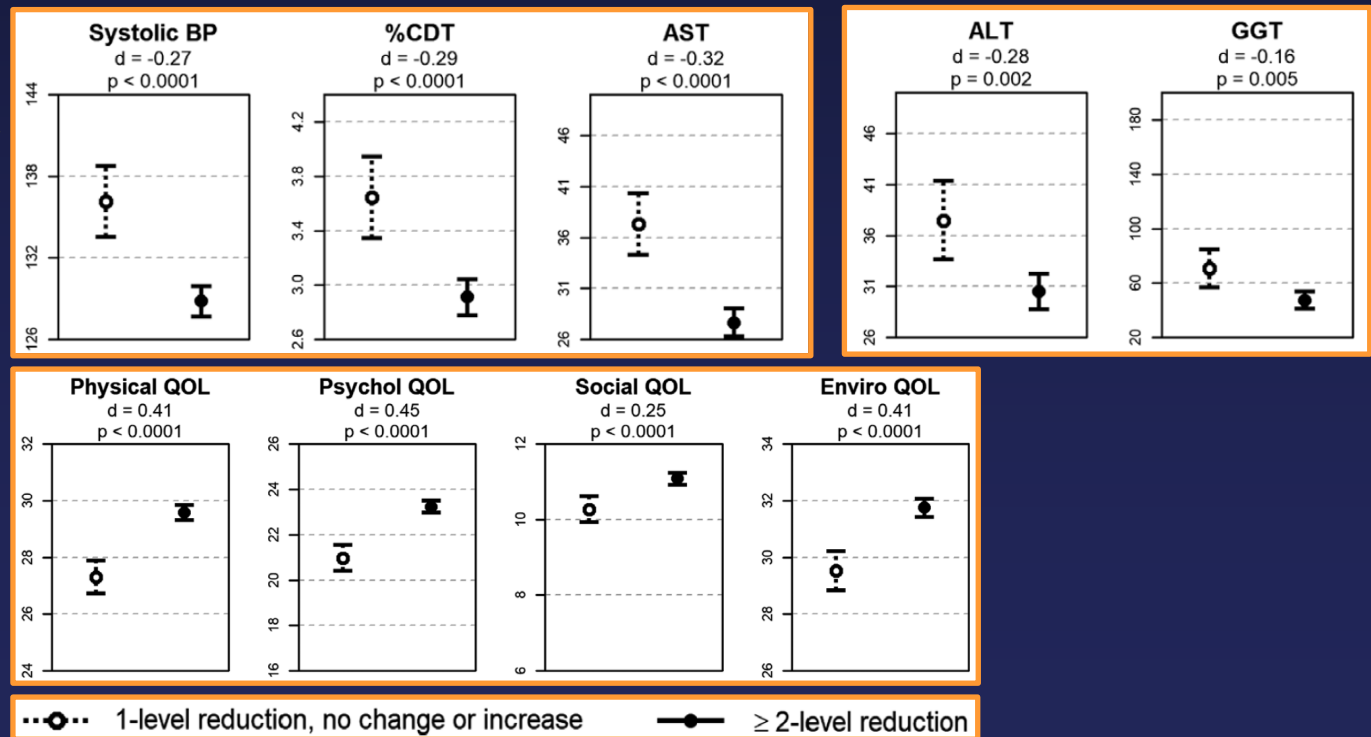 Systolic BP
d = -0.27
p < 0.0001
144
138
132
126
%CDT
d = -0.29
p < 0.0001
4.2
3.8
3.4
3.0
2.6
AST
d = -0.32
p < 0.0001
46
41
36
31
26
ALT
d = -0.28
p = 0.002
46
41
36
31
26
GGT
d = -0.16
p = 0.005
180
140
100
60
20
Physical QOL
d = 0.41
p < 0.0001
32
30
28
26
24
Psychol QOL
d = 0.45
p < 0.0001
26
24
22
20
18
16
Social QOL
d = 0.25
p < 0.0001
12
10
8
6
Enviro QOL
d = 0.41
p < 0.0001
34
32
30
28
26
1-level reduction, no change or increase
≥ 2-level reduction